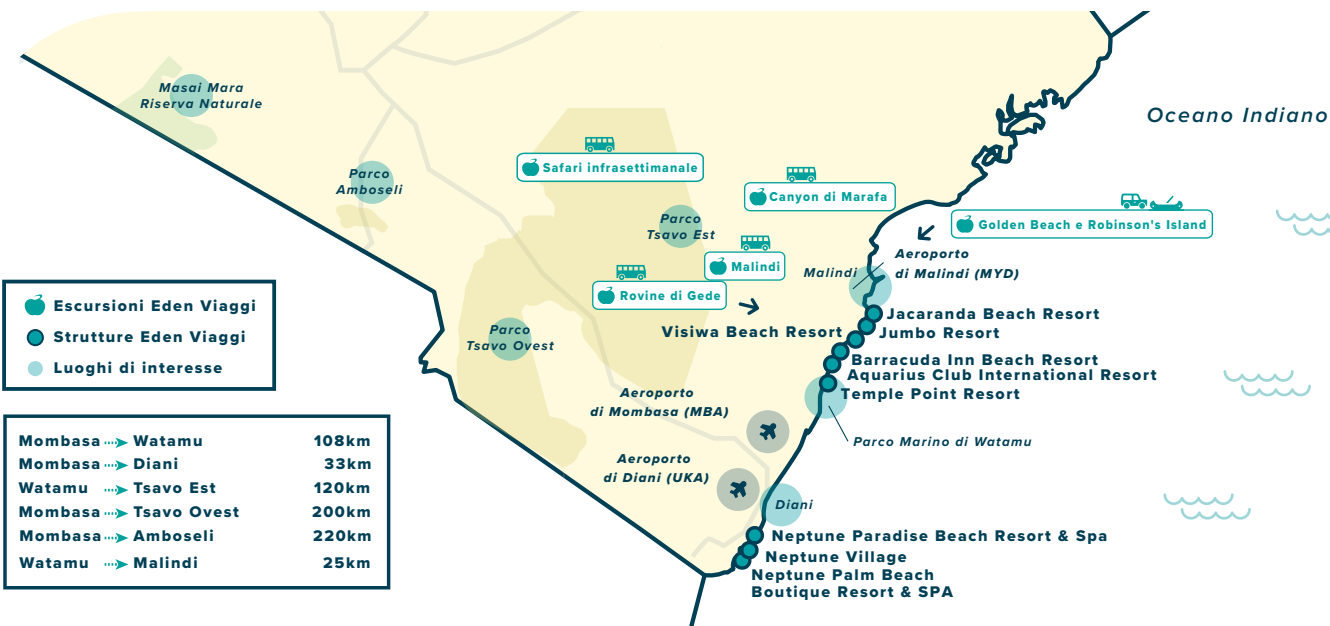 Masai Mara
Riserva Naturale
Oceano Indiano
Safari infrasettimanale
Parco
Amboseli
Canyon di Marafa
Parco
Tsavo Est
Golden Beach e Robinson's Island
Aeroporto
di Malindi (MYD)
Malindi
Malindi
Rovine di Gede
Escursioni Eden Viaggi
Strutture Eden Viaggi
Luoghi di interesse
Jacaranda Beach Resort
Visiwa Beach Resort
Jumbo Resort
Parco
Tsavo Ovest
Barracuda Inn Beach Resort
Aquarius Club International Resort
Temple Point Resort
Aeroporto
di Mombasa (MBA)
Parco Marino di Watamu
Mombasa Watamu 108km
Mombasa Diani 33km
Watamu Tsavo Est 120km
Mombasa Tsavo Ovest 200km
Mombasa Amboseli 220km
Watamu Malindi 25km
Aeroporto
di Diani (UKA)
Diani
Neptune Paradise Beach Resort & Spa
Neptune Village
Neptune Palm Beach
Boutique Resort & SPA